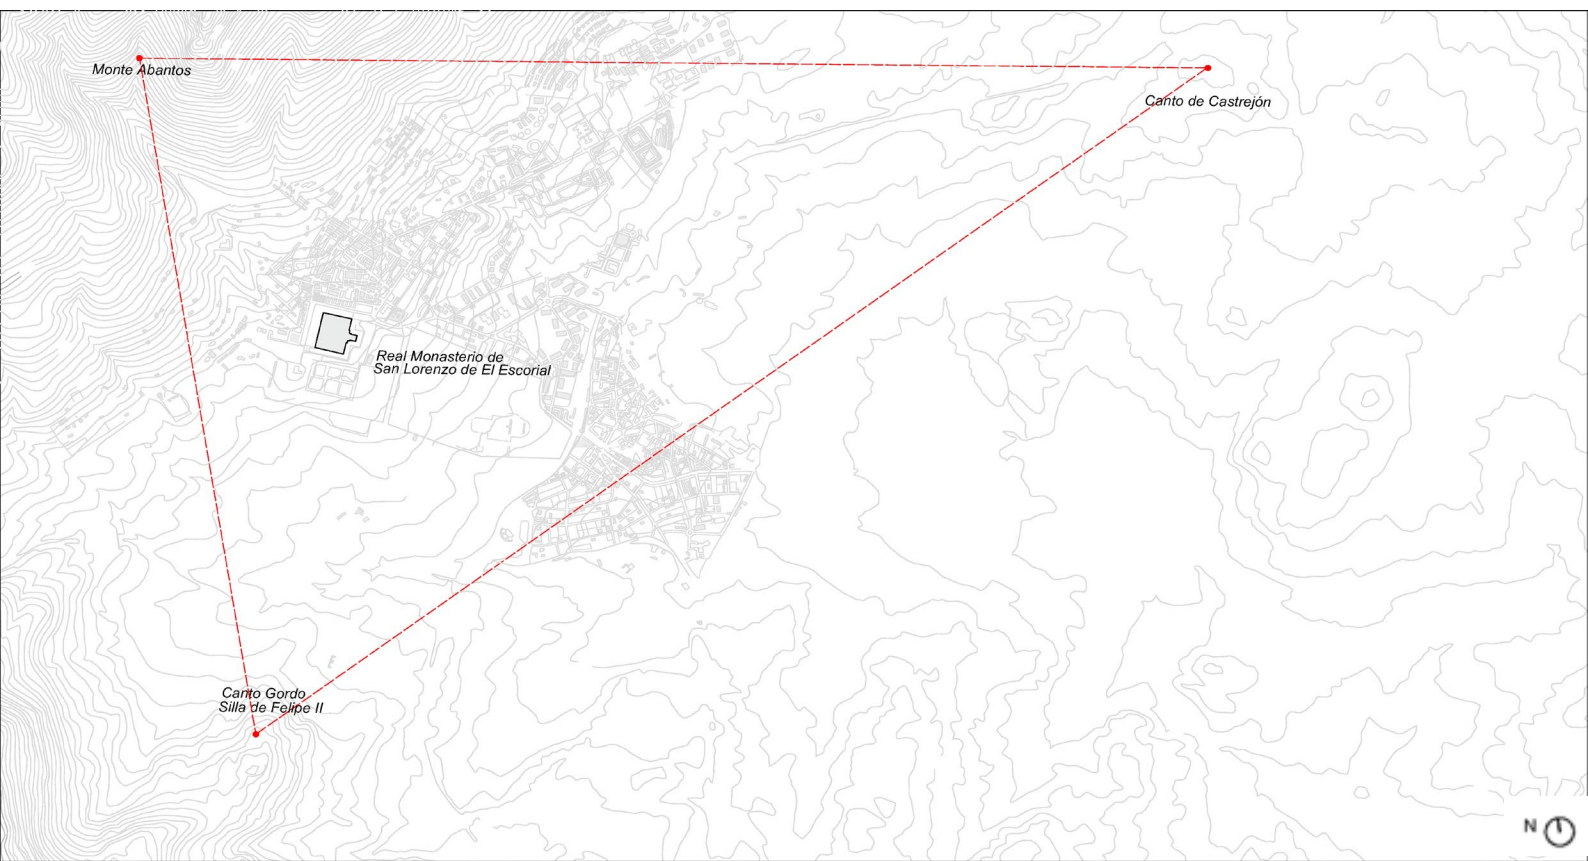 Monte Abantos
Canto de Castrejón
Real Monasterio de
San Lorenzo de El Escorial
Canto Gordo
Silla de Felipe II
N